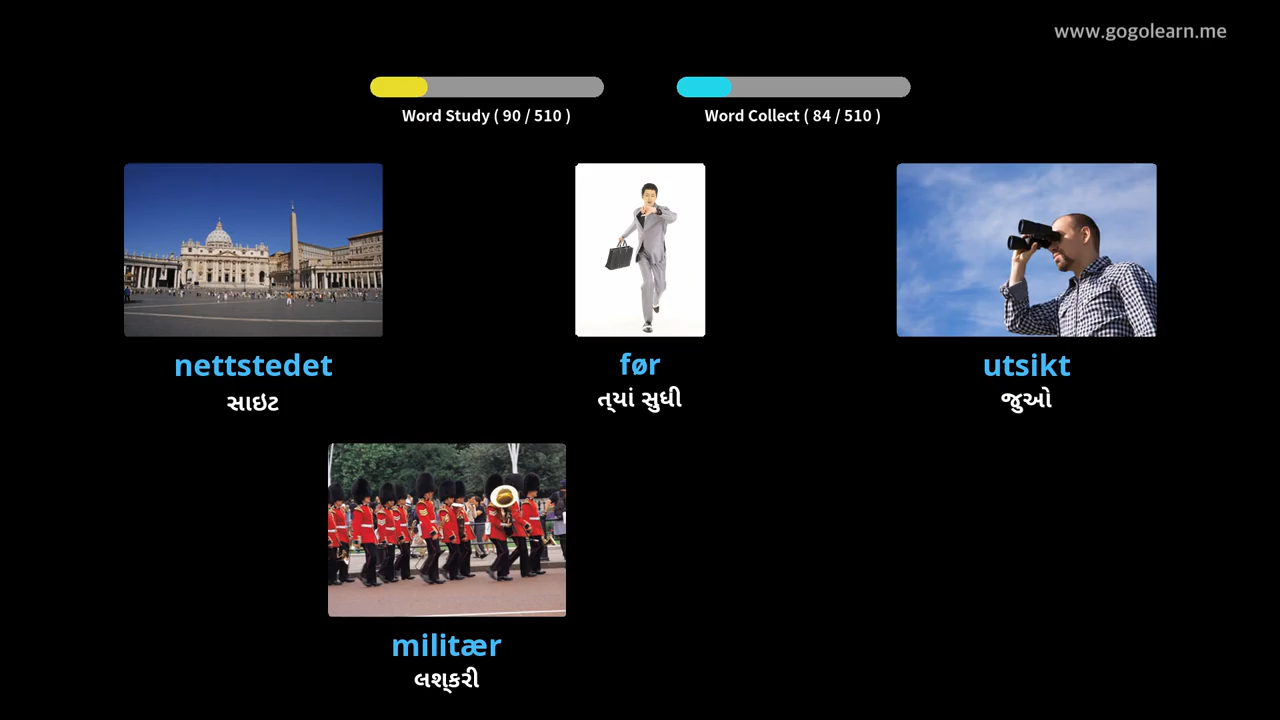 www.gogolearn.me
Word Study ( 90 / 510 )
Word Collect ( 84 / 510 )
nettstedet
સાઇટ
før
ત્યાં સુધી
utsikt
જુઓ
militær
લશ્કરી